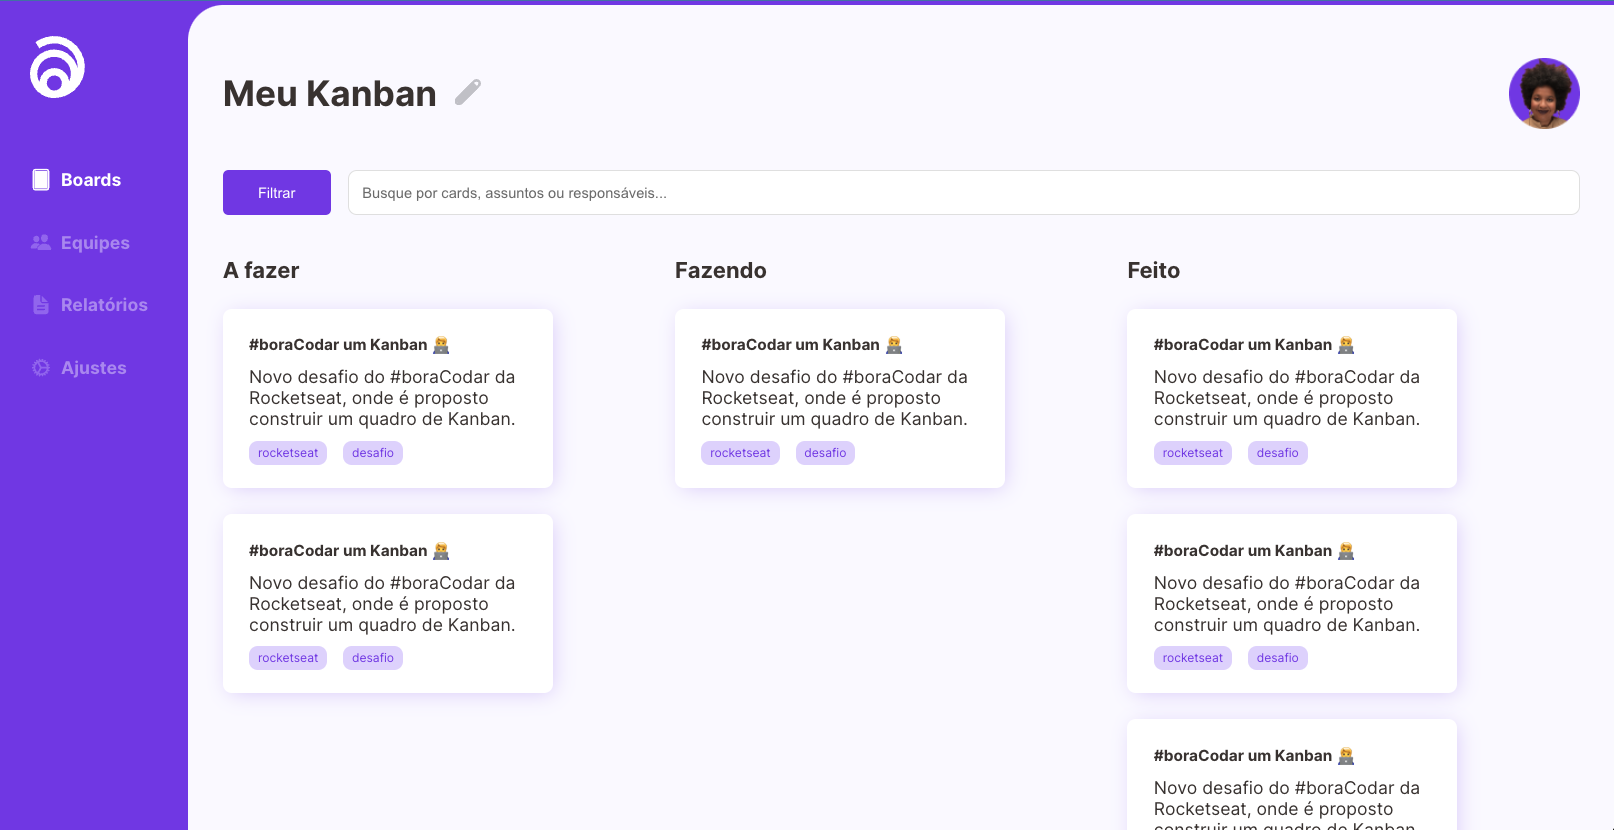 Meu Kanban
Boards
Equipes
Relatórios
Ajustes
Filtrar
Busque por cards, assuntos ou responsáveis...
A fazer
#boraCodar um Kanban 🧑‍💻
Novo desafio do #boraCodar da
Rocketseat, onde é proposto
construir um quadro de Kanban.
rocketseat desafio
#boraCodar um Kanban 🧑‍💻
Novo desafio do #boraCodar da
Rocketseat, onde é proposto
construir um quadro de Kanban.
rocketseat desafio
Fazendo
#boraCodar um Kanban 🧑‍💻
Novo desafio do #boraCodar da
Rocketseat, onde é proposto
construir um quadro de Kanban.
rocketseat desafio
Feito
#boraCodar um Kanban 🧑‍💻
Novo desafio do #boraCodar da
Rocketseat, onde é proposto
construir um quadro de Kanban.
rocketseat desafio
#boraCodar um Kanban 🧑‍💻
Novo desafio do #boraCodar da
Rocketseat, onde é proposto
construir um quadro de Kanban.
rocketseat desafio
#boraCodar um Kanban 🧑‍💻
Novo desafio do #boraCodar da
Rocketseat, onde é proposto